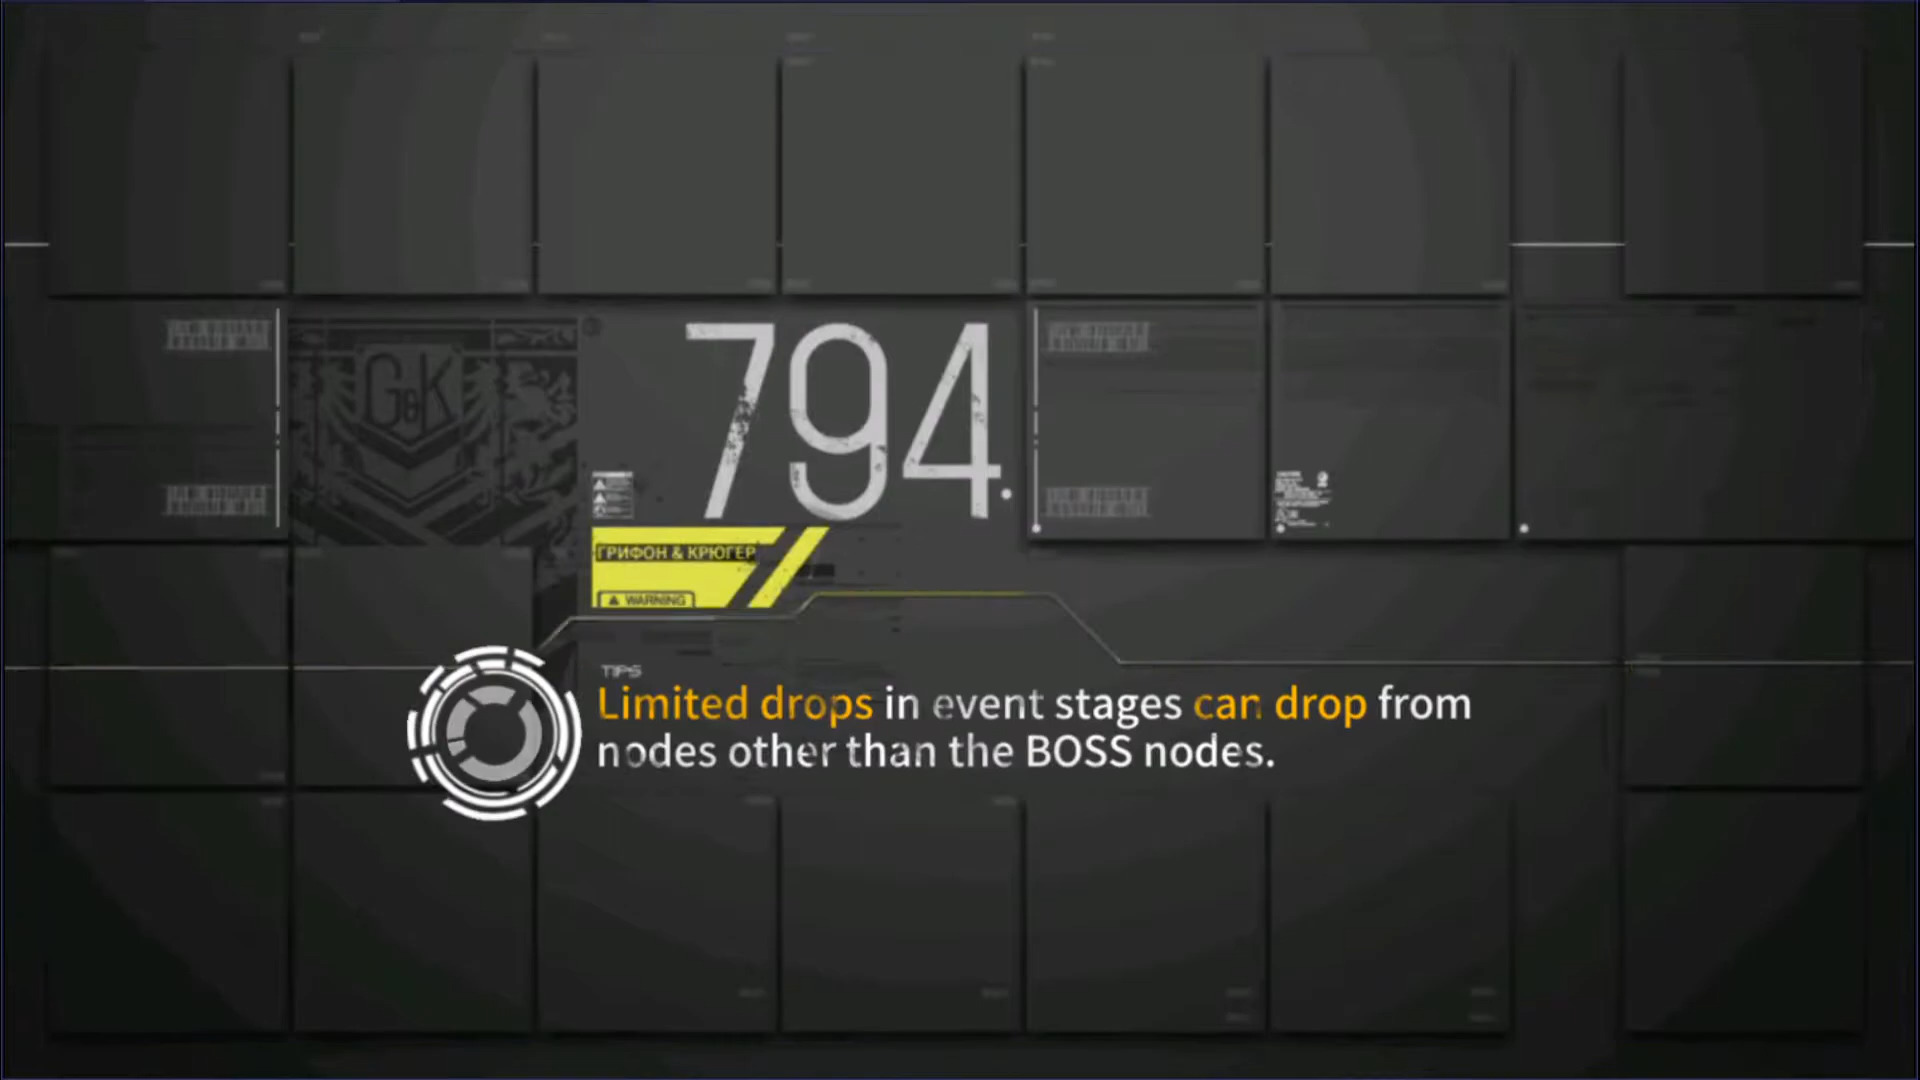 G&K
794.
ГРИФОН & КРЮГЕР
WARNING
TIPS
Limited drops in event stages can drop from
nodes other than the BOSS nodes.